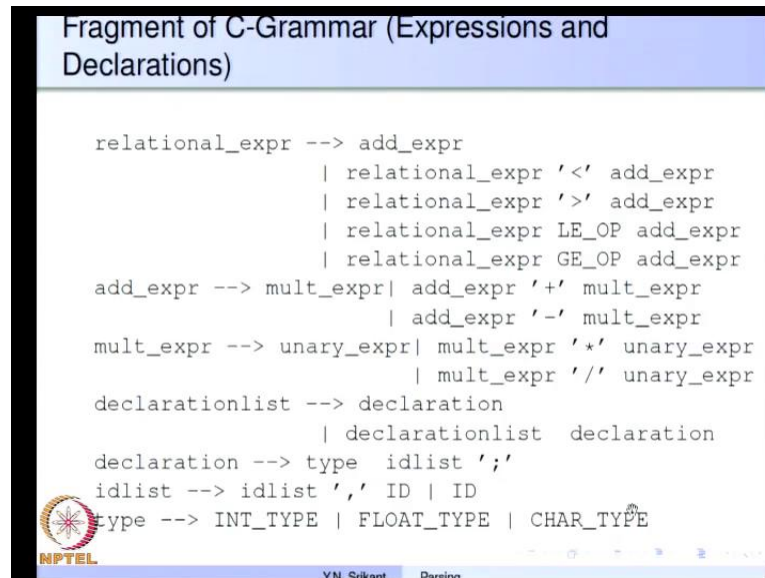 Fragment of C-Grammar (Expressions and
Declarations)
relational_expr --> add_expr
| relational_expr '<' add_expr
| relational_expr '>' add_expr
| relational_expr LE_OP add_expr
| relational_expr GE_OP add_expr
add_expr --> mult_expr| add_expr '+' mult_expr
| add_expr '-' mult_expr
mult_expr --> unary_expr| mult_expr '*' unary_expr
| mult_expr '/' unary_expr
declarationlist --> declaration
| declarationlist declaration
declaration --> type idlist ';'
idlist --> idlist ',' ID | ID
type --> INT_TYPE | FLOAT_TYPE | CHAR_TYPE
NPTEL
Y.N. Srikant Parsing